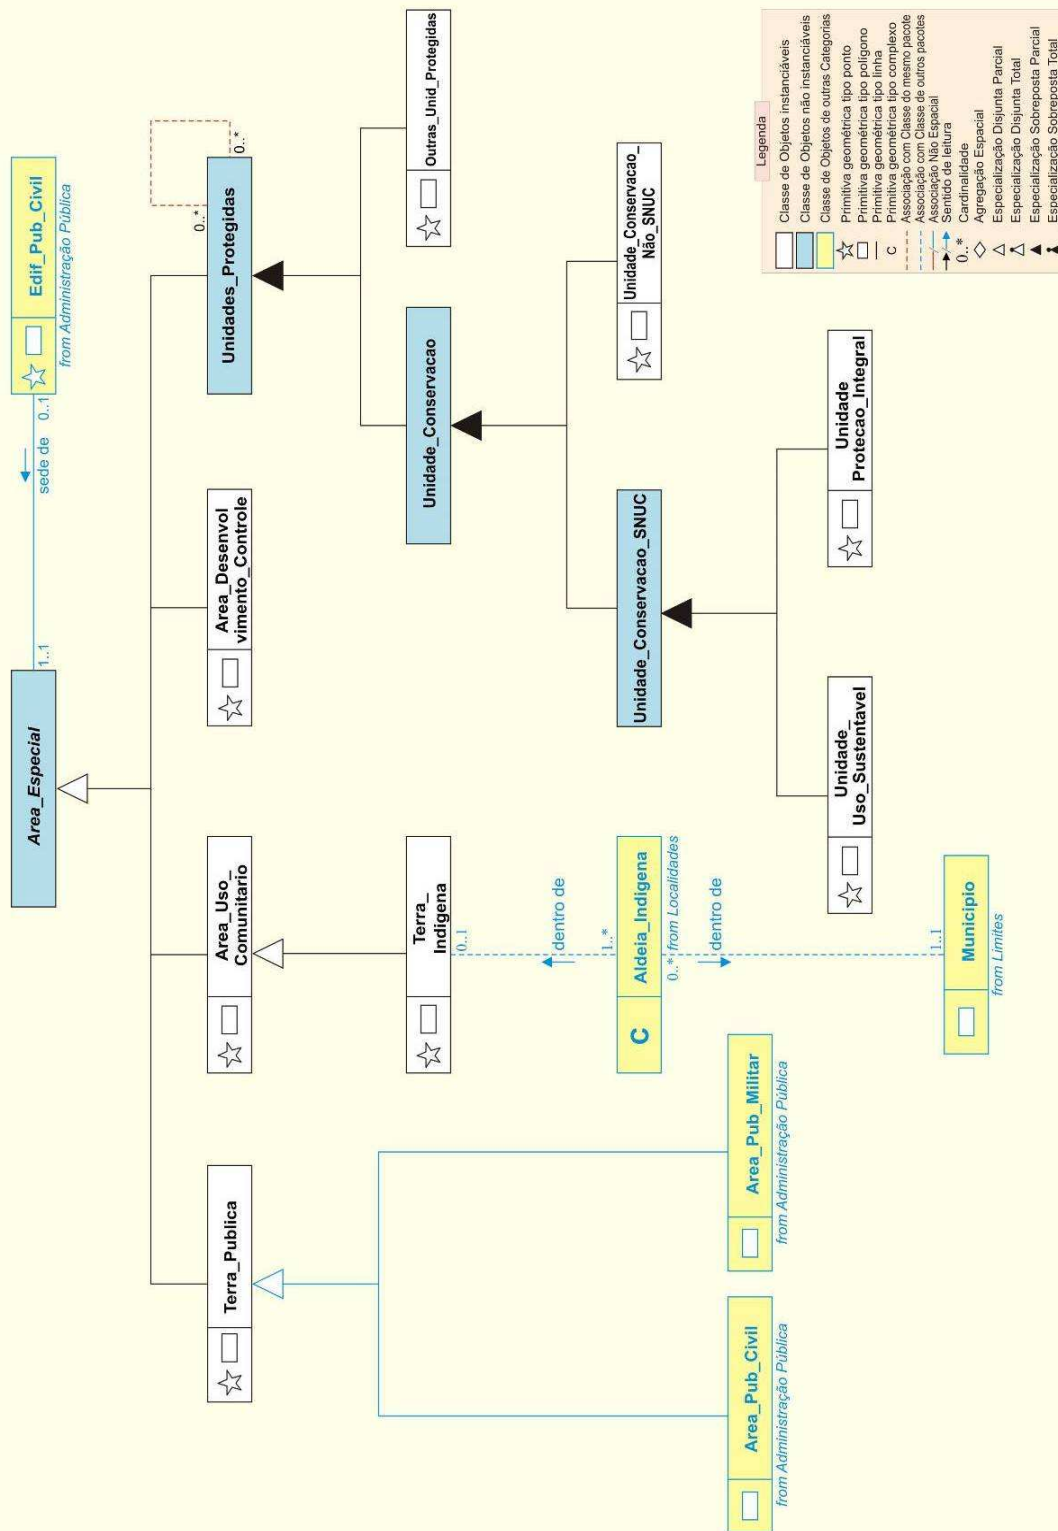 Area_Especial
1..1
sede de
0..1
Edif_Pub_Civil
from Administração Pública
Terra_Publica
Area_Uso_
Comunitario
Area_Desenvol
vimento_Controle
Unidades_Protegidas
0..*
0..*
Terra_
Indigena
0..1
Unidade_Conservacao
Outras_Unid_Protegidas
dentro de
1..*
C
Aldeia_Indigena
0..*
from Localidades
dentro de
Unidade_Conservacao_SNUC
Unidade_Conservacao_
Não_SNUC
Area_Pub_Civil
from Administração Pública
Area_Pub_Militar
from Administração Pública
Unidade_
Uso_Sustentavel
Unidade
Protecao_Integral
1..1
Municipio
from Limites
Legenda
Classe de Objetos instanciáveis
Classe de Objetos não instanciáveis
Classe de Objetos de outras Categorias
Primitiva geométrica tipo ponto
Primitiva geométrica tipo polígono
Primitiva geométrica tipo linha
C Primitiva geométrica tipo complexo
Associação com Classe do mesmo pacote
Associação com Classe de outros pacotes
Associação Não Espacial
Sentido de leitura
0..* Cardinalidade
Agregação Espacial
Especialização Disjunta Parcial
Especialização Disjunta Total
Especialização Sobreposta Parcial
Especialização Sobreposta Total